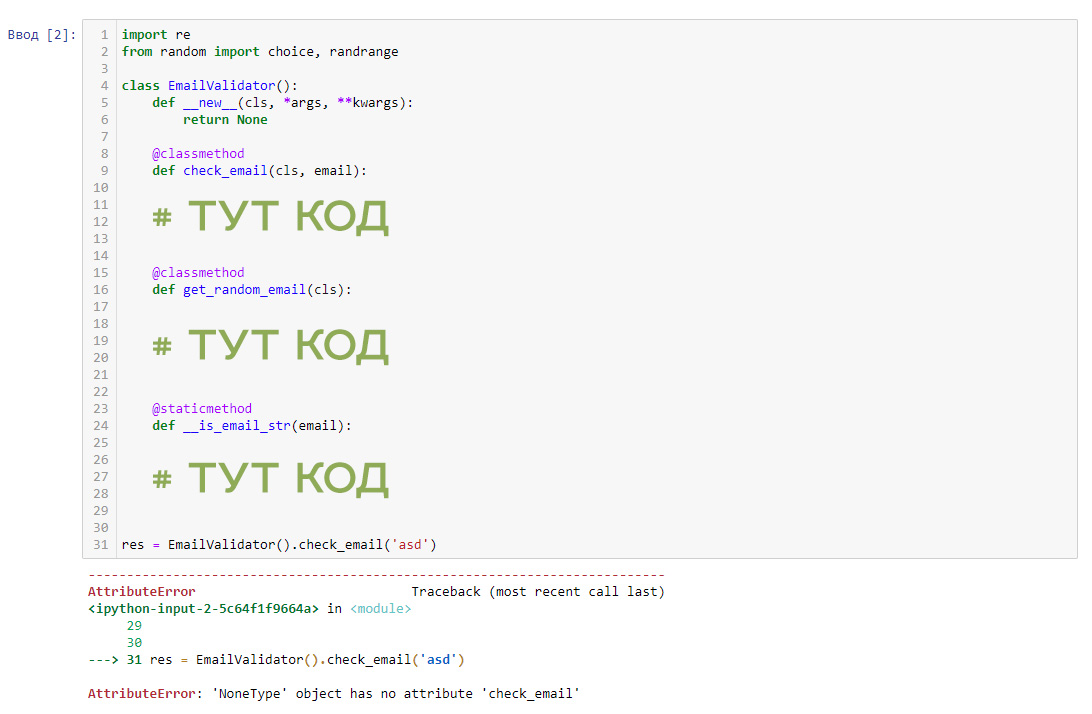 Ввод [2]:
1 import re
2 from random import choice, randrange
3
4 class EmailValidator():
5     def __new__(cls, *args, **kwargs):
6         return None
7
8     @classmethod
9     def check_email(cls, email):
10
11
# ТУТ КОД
12
13
14
15     @classmethod
16     def get_random_email(cls):
17
18
19
# ТУТ КОД
20
21
22
23     @staticmethod
24     def __is_email_str(email):
25
26
27
# ТУТ КОД
28
29
30
31 res = EmailValidator().check_email('asd')
---------------------------------------------------------------------------
AttributeError                            Traceback (most recent call last)
<ipython-input-2-5c64f1f9664a> in <module>
     29
     30
---> 31 res = EmailValidator().check_email('asd')
AttributeError: 'NoneType' object has no attribute 'check_email'